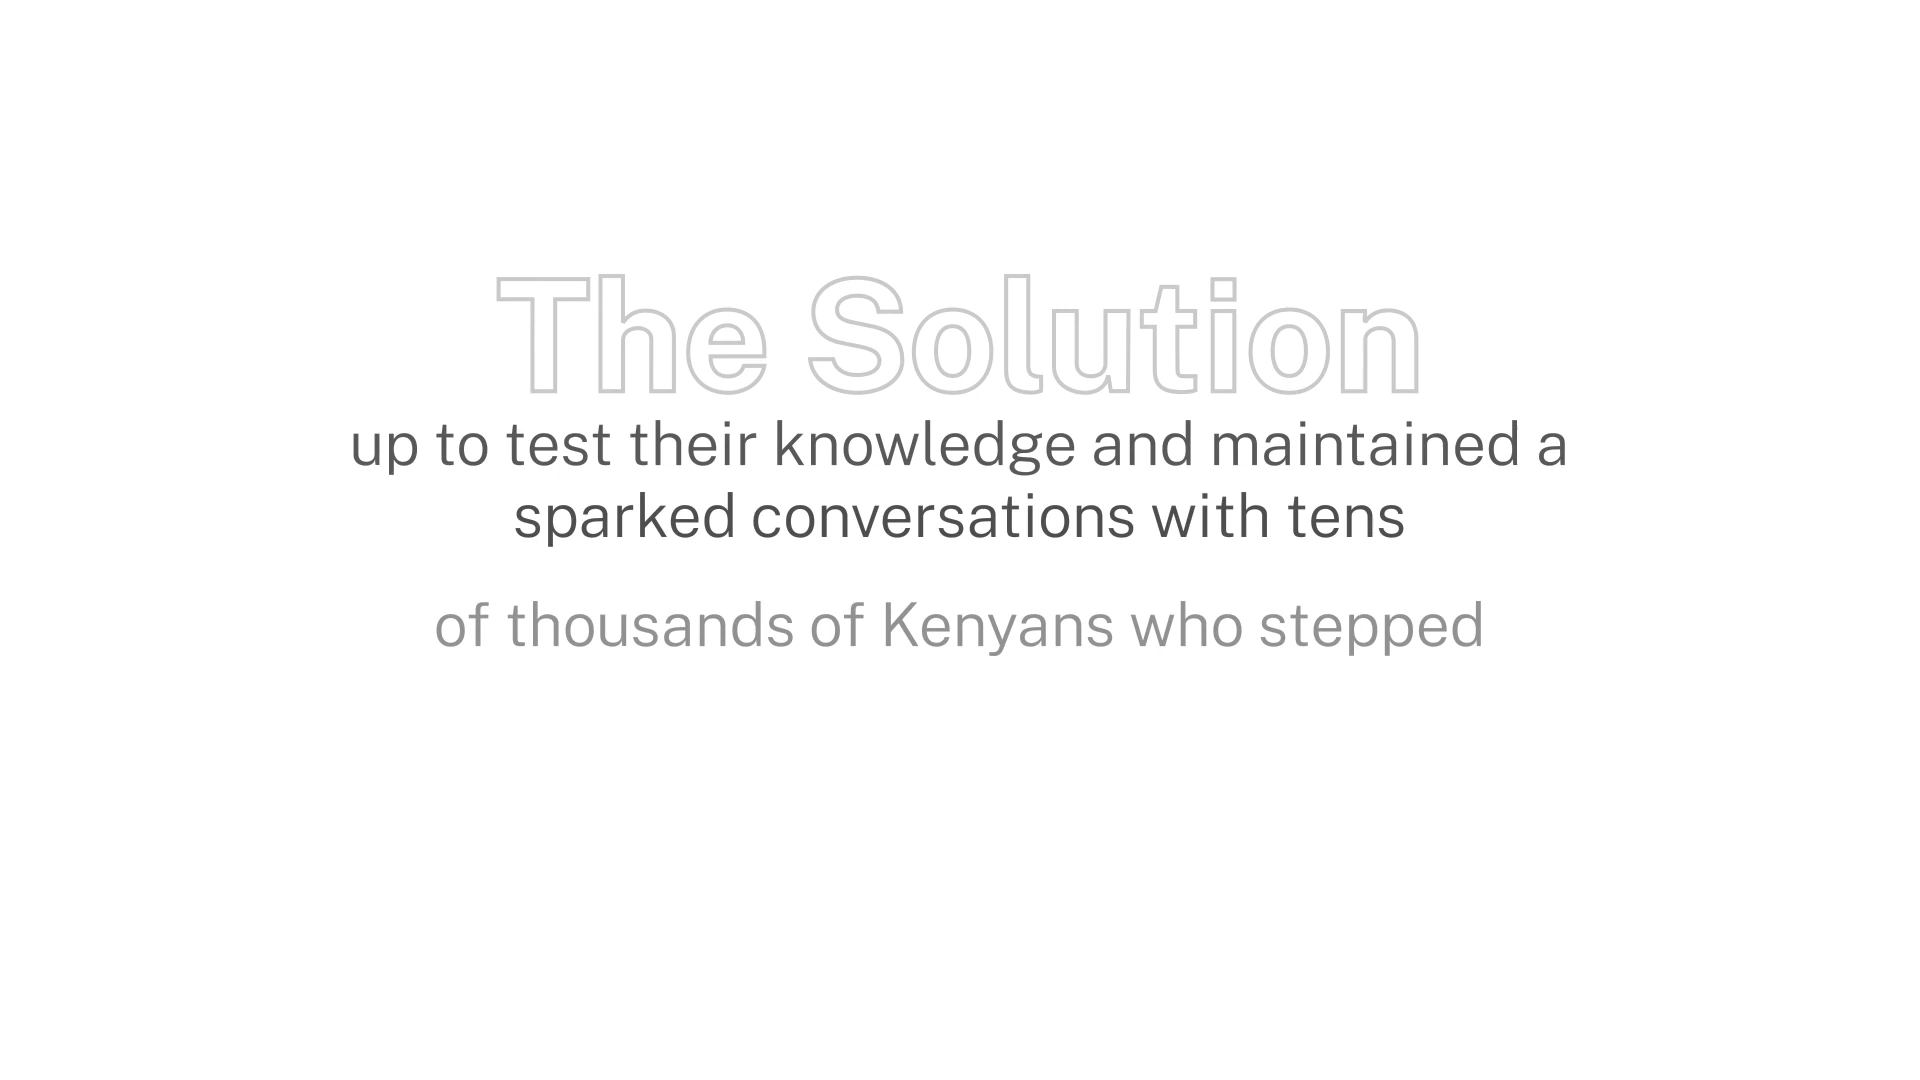 The Solution
up to test their knowledge and maintained a
sparked conversations with tens
of thousands of Kenyans who stepped